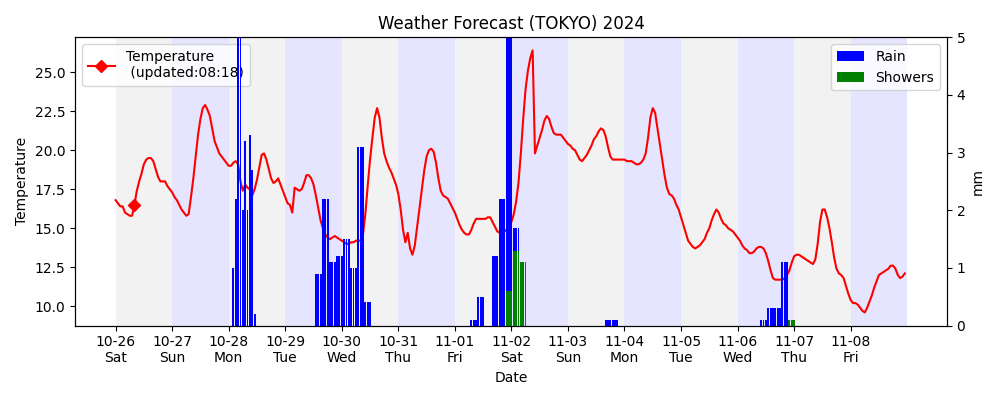 Weather Forecast (TOKYO) 2024
Temperature
(updated:08:18)
Rain
Showers
25.0
22.5
20.0
17.5
15.0
12.5
10.0
Temperature
5
4
3
2
1
0
mm
10-26 10-27 10-28 10-29 10-30 10-31 11-01 11-02 11-03 11-04 11-05 11-06 11-07 11-08
Sat Sun Mon Tue Wed Thu Fri Sat Sun Mon Tue Wed Thu Fri
Date